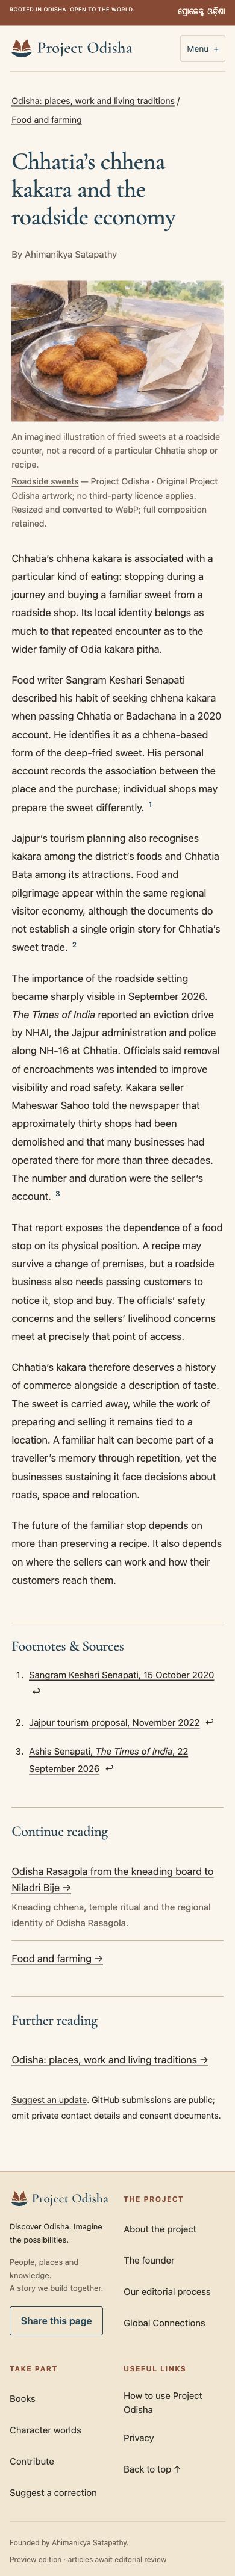 ROOTED IN ODISHA. OPEN TO THE WORLD.
ପ୍ରୋଜେକ୍ଟ ଓଡ଼ିଶା
Project Odisha
Menu +
Odisha: places, work and living traditions /
Food and farming
Chhatia’s chhena
kakara and the
roadside economy
By Ahimanikya Satapathy
An imagined illustration of fried sweets at a roadside
counter, not a record of a particular Chhatia shop or
recipe.
Roadside sweets — Project Odisha · Original Project
Odisha artwork; no third-party licence applies.
Resized and converted to WebP; full composition
retained.
Chhatia’s chhena kakara is associated with a
particular kind of eating: stopping during a
journey and buying a familiar sweet from a
roadside shop. Its local identity belongs as
much to that repeated encounter as to the
wider family of Odia kakara pitha.
Food writer Sangram Keshari Senapati
described his habit of seeking chhena kakara
when passing Chhatia or Badachana in a 2020
account. He identifies it as a chhena-based
form of the deep-fried sweet. His personal
account records the association between the
place and the purchase; individual shops may
prepare the sweet differently. 1
Jajpur’s tourism planning also recognises
kakara among the district’s foods and Chhatia
Bata among its attractions. Food and
pilgrimage appear within the same regional
visitor economy, although the documents do
not establish a single origin story for Chhatia’s
sweet trade. 2
The importance of the roadside setting
became sharply visible in September 2026.
The Times of India reported an eviction drive
by NHAI, the Jajpur administration and police
along NH-16 at Chhatia. Officials said removal
of encroachments was intended to improve
visibility and road safety. Kakara seller
Maheswar Sahoo told the newspaper that
approximately thirty shops had been
demolished and that many businesses had
operated there for more than three decades.
The number and duration were the seller’s
account. 3
That report exposes the dependence of a food
stop on its physical position. A recipe may
survive a change of premises, but a roadside
business also needs passing customers to
notice it, stop and buy. The officials’ safety
concerns and the sellers’ livelihood concerns
meet at precisely that point of access.
Chhatia’s kakara therefore deserves a history
of commerce alongside a description of taste.
The sweet is carried away, while the work of
preparing and selling it remains tied to a
location. A familiar halt can become part of a
traveller’s memory through repetition, yet the
businesses sustaining it face decisions about
roads, space and relocation.
The future of the familiar stop depends on
more than preserving a recipe. It also depends
on where the sellers can work and how their
customers reach them.
Footnotes & Sources
1. Sangram Keshari Senapati, 15 October 2020
↩
2. Jajpur tourism proposal, November 2022 ↩
3. Ashis Senapati, The Times of India, 22
September 2026 ↩
Continue reading
Odisha Rasagola from the kneading board to
Niladri Bije →
Kneading chhena, temple ritual and the regional
identity of Odisha Rasagola.
Food and farming →
Further reading
Odisha: places, work and living traditions →
Suggest an update. GitHub submissions are public;
omit private contact details and consent documents.
Project Odisha
Discover Odisha. Imagine
the possibilities.
People, places and
knowledge.
A story we build together.
Share this page
THE PROJECT
About the project
The founder
Our editorial process
Global Connections
TAKE PART
Books
Character worlds
Contribute
Suggest a correction
USEFUL LINKS
How to use Project
Odisha
Privacy
Back to top ↑
Founded by Ahimanikya Satapathy.
Preview edition · articles await editorial review